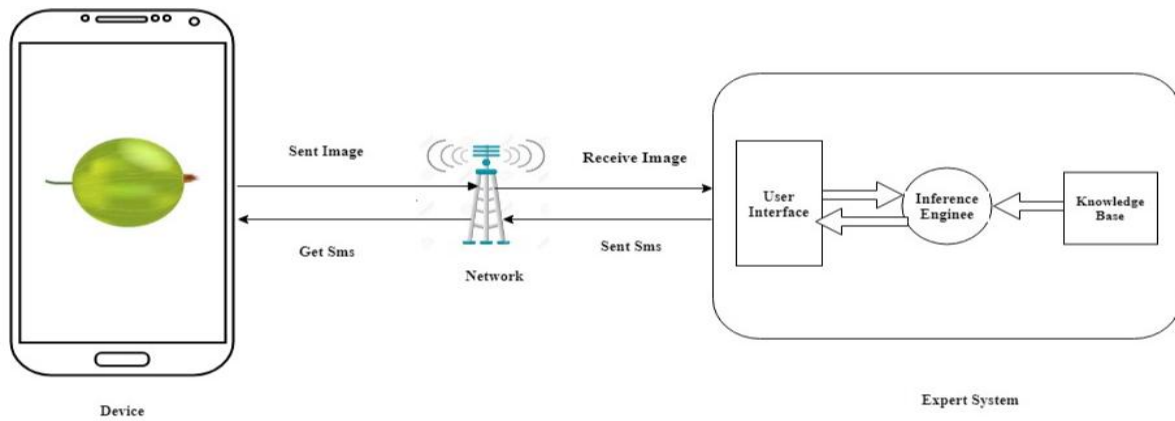 Sent Image
Receive Image
User
Interface
Inference
Enginee
Knowledge
Base
Get Sms
Sent Sms
Network
Device
Expert System